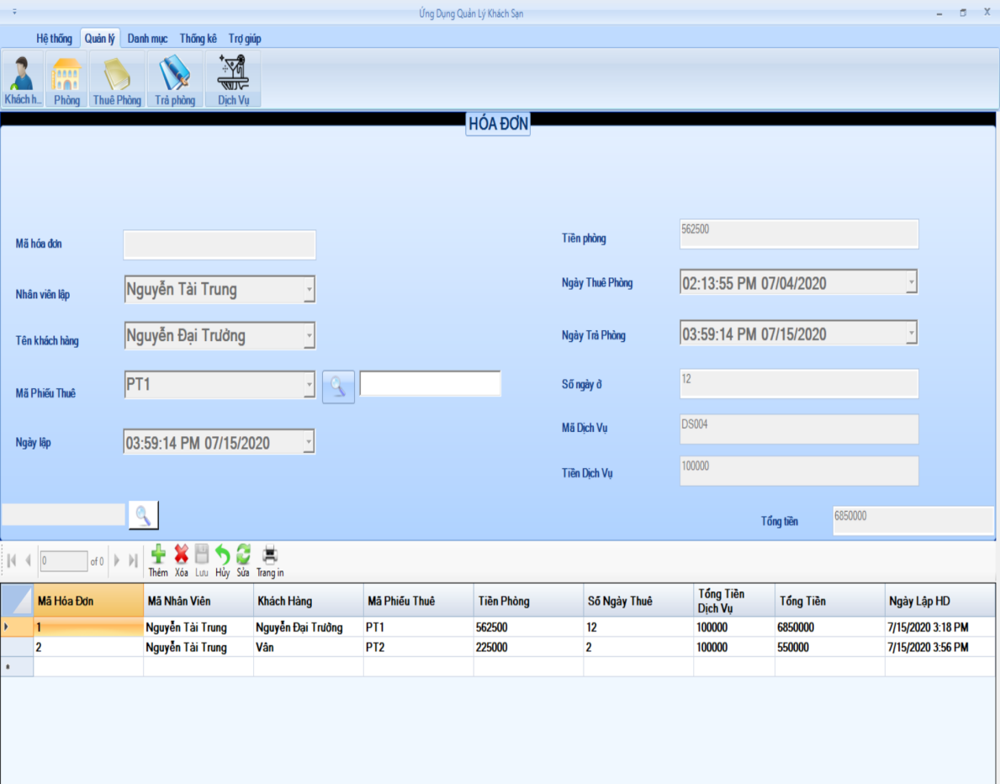 Ứng Dụng Quản Lý Khách Sạn
Hệ thống Quản lý Danh mục Thống kê Trợ giúp
Khách h... Phòng Thuê Phòng Trả phòng Dịch Vụ
HÓA ĐƠN
Mã hóa đơn
Nhân viên lập Nguyễn Tài Trung
Tên khách hàng Nguyễn Đại Trưởng
Mã Phiếu Thuê PT1
Ngày lập 03:59:14 PM 07/15/2020
Tiền phòng 562500
Ngày Thuê Phòng 02:13:55 PM 07/04/2020
Ngày Trả Phòng 03:59:14 PM 07/15/2020
Số ngày ở 12
Mã Dịch Vụ DS004
Tiền Dịch Vụ 100000
Tổng tiền 6850000
0 of 0 Thêm Xóa Lưu Hủy Sửa Trang in
Mã Hóa Đơn Mã Nhân Viên Khách Hàng Mã Phiếu Thuê Tiền Phòng Số Ngày Thuê Tổng Tiền Dịch Vụ Tổng Tiền Ngày Lập HD
1 Nguyễn Tài Trung Nguyễn Đại Trưởng PT1 562500 12 100000 6850000 7/15/2020 3:18 PM
2 Nguyễn Tài Trung Vân PT2 225000 2 100000 550000 7/15/2020 3:56 PM